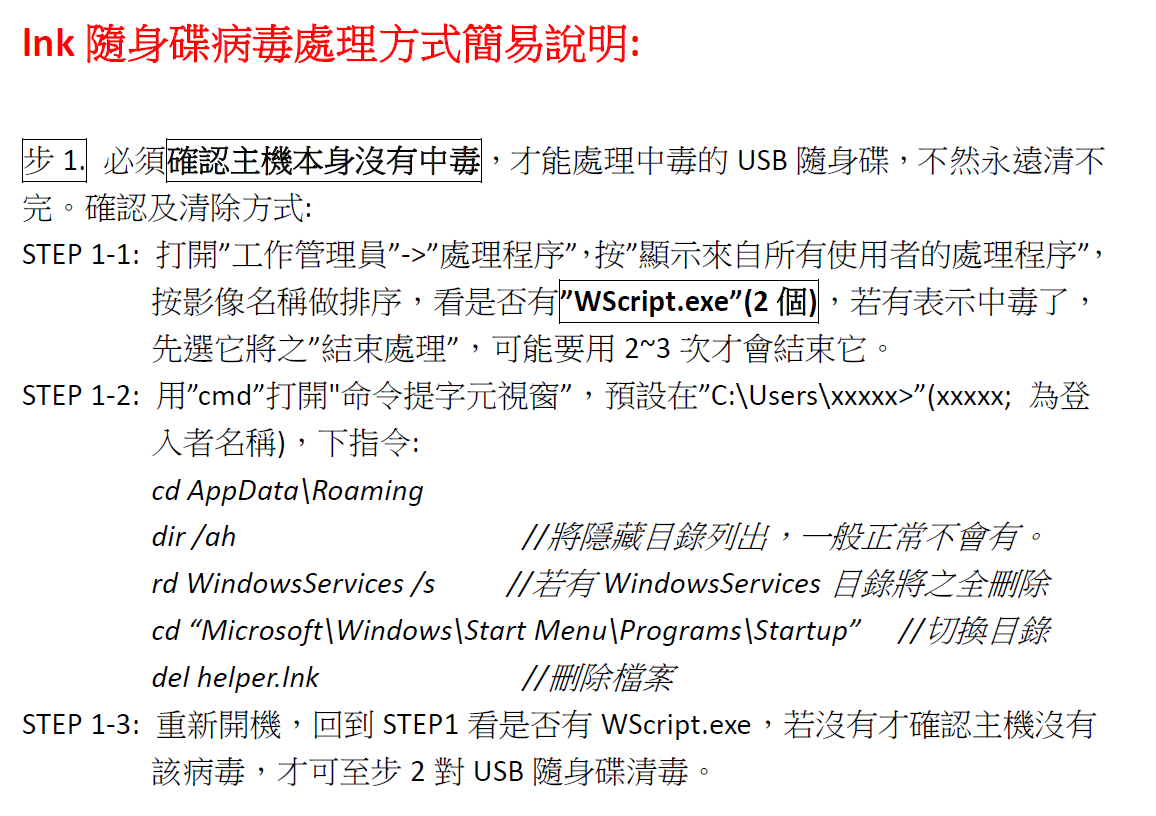 lnk 隨身碟病毒處理方式簡易說明:
步 1. 必須確認主機本身沒有中毒，才能處理中毒的 USB 隨身碟，不然永遠清不
完。確認及清除方式:
STEP 1-1: 打開”工作管理員”->”處理程序”，按”顯示來自所有使用者的處理程序”，
按影像名稱做排序，看是否有”WScript.exe”(2 個)，若有表示中毒了，
先選它將之”結束處理”，可能要用 2~3 次才會結束它。
STEP 1-2: 用”cmd”打開"命令提字元視窗”，預設在”C:\Users\xxxxx>”(xxxxx; 為登
入者名稱)，下指令:
cd AppData\Roaming
dir /ah //將隱藏目錄列出，一般正常不會有。
rd WindowsServices /s //若有 WindowsServices 目錄將之全刪除
cd “Microsoft\Windows\Start Menu\Programs\Startup” //切換目錄
del helper.lnk //刪除檔案
STEP 1-3: 重新開機，回到 STEP1 看是否有 WScript.exe，若沒有才確認主機沒有
該病毒，才可至步 2 對 USB 隨身碟清毒。